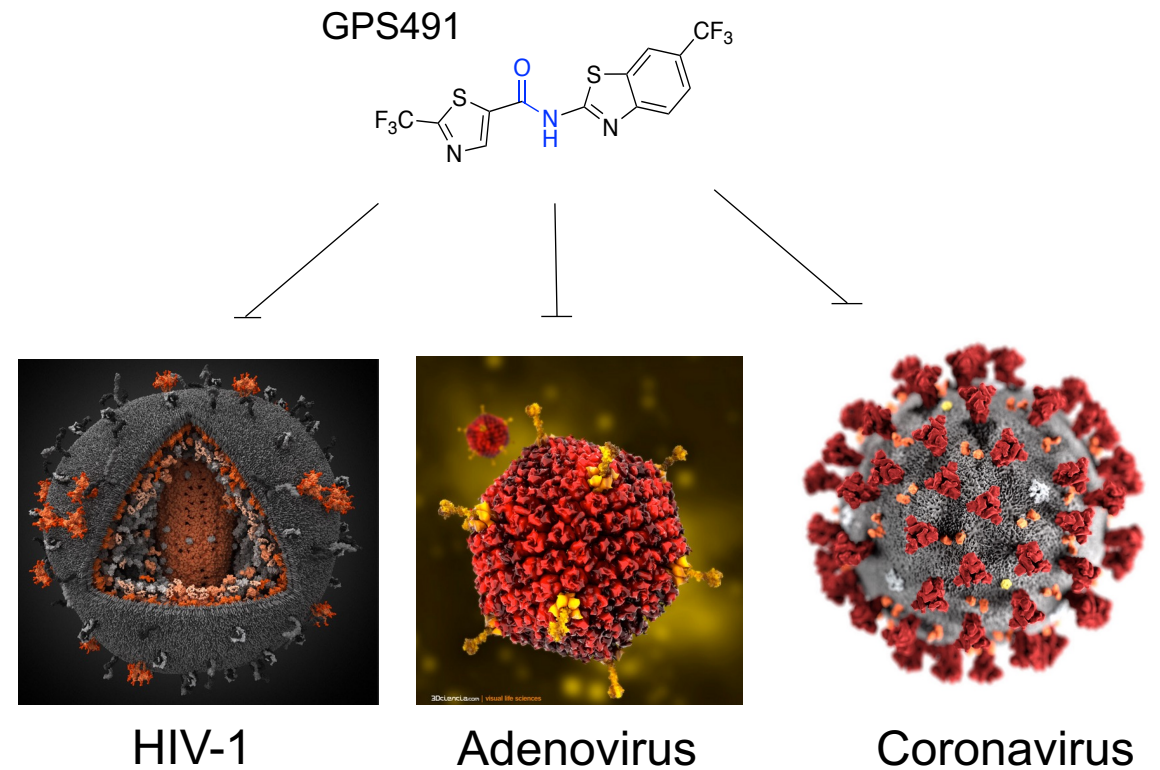 GPS491
CF3
O
S
S
F3C
N
H
N
N
3Dciencia.com | visual life sciences
HIV-1
Adenovirus
Coronavirus